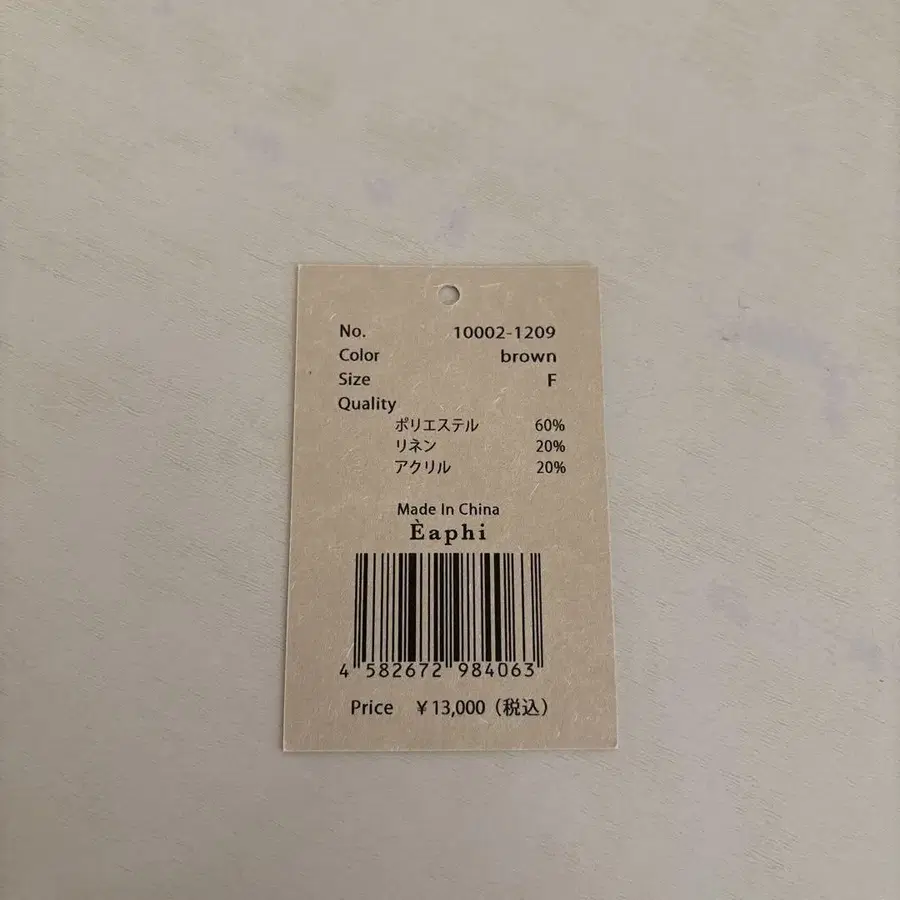 No. 10002-1209
Color brown
Size F
Quality
ポリエステル 60%
リネン 20%
アクリル 20%
Made In China
Èaphi
4 582672 984063
Price ¥13,000（税込）